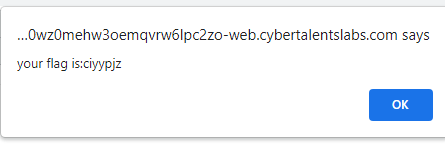 ...0wz0mehw3oemqvrw6lpc2zo-web.cybertalentslabs.com says
your flag is:ciyypjz
OK